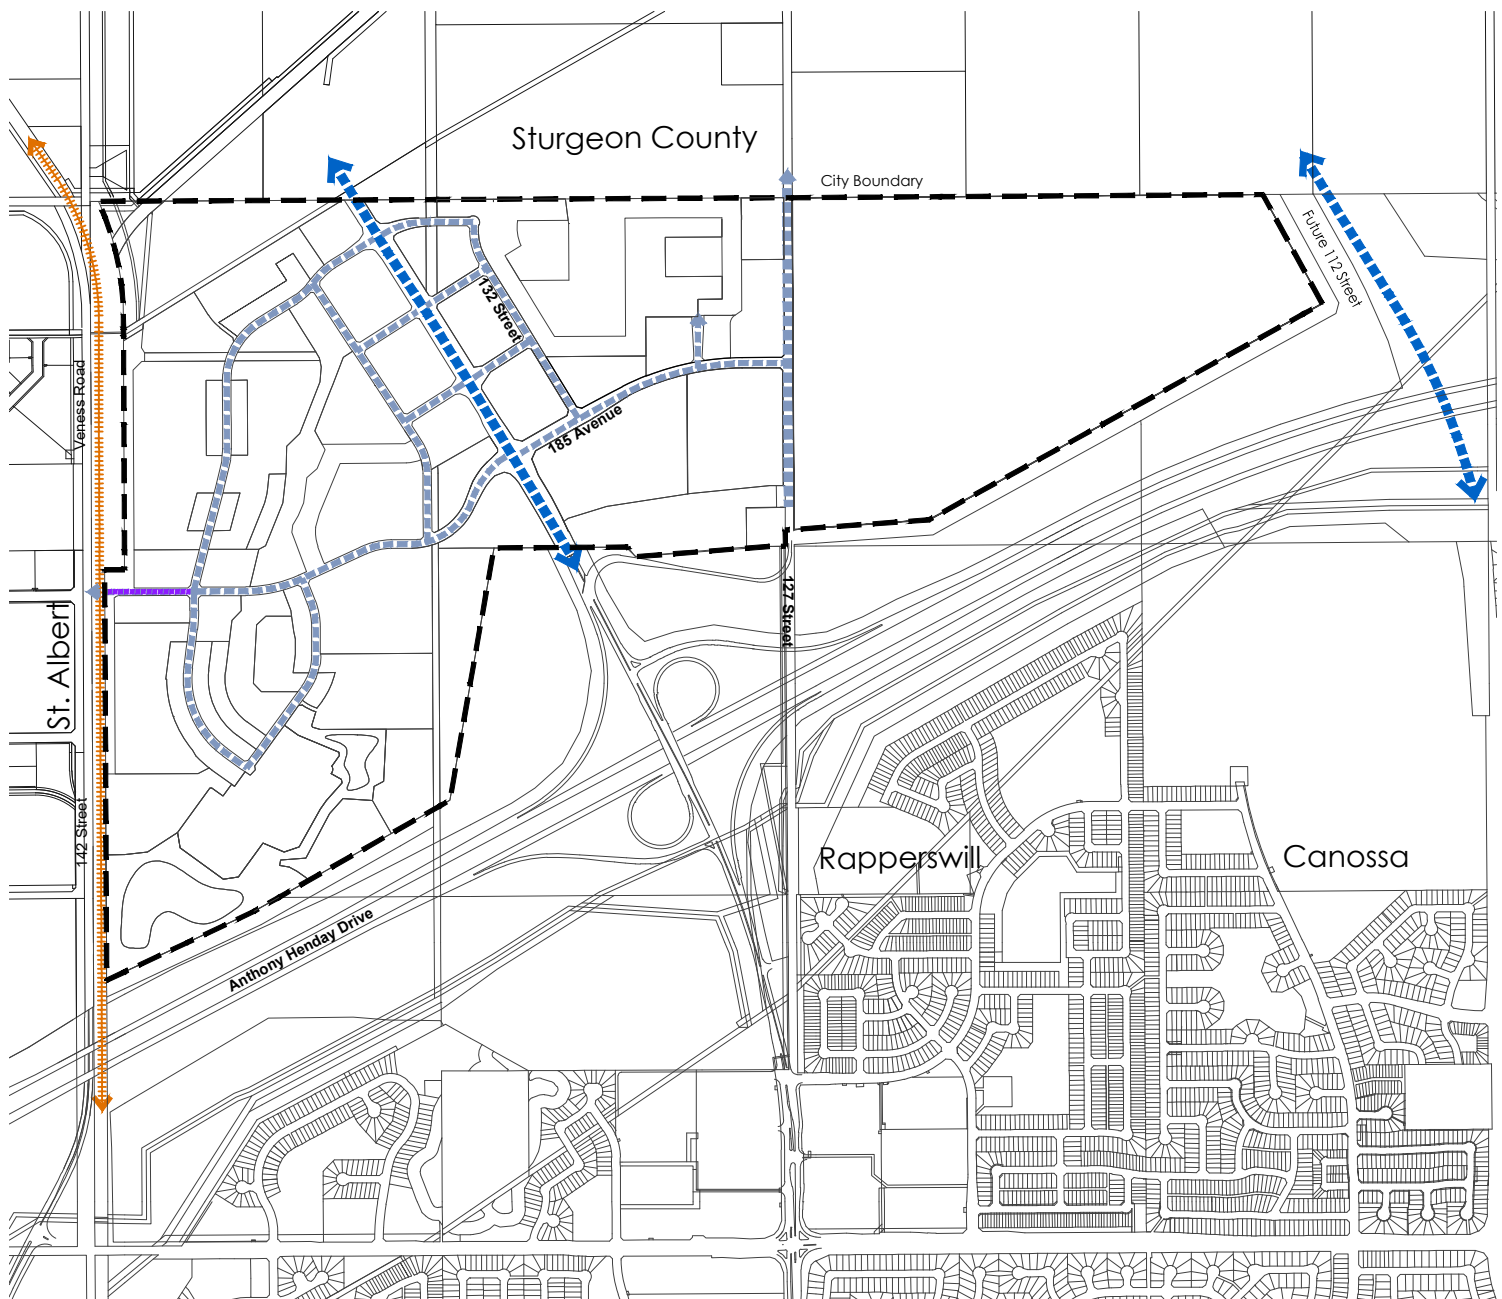 Sturgeon County
City Boundary
Future 112 Street
132 Street
Veness Road
185 Avenue
127 Street
St. Albert
142 Street
Rapperswill
Canossa
Anthony Henday Drive